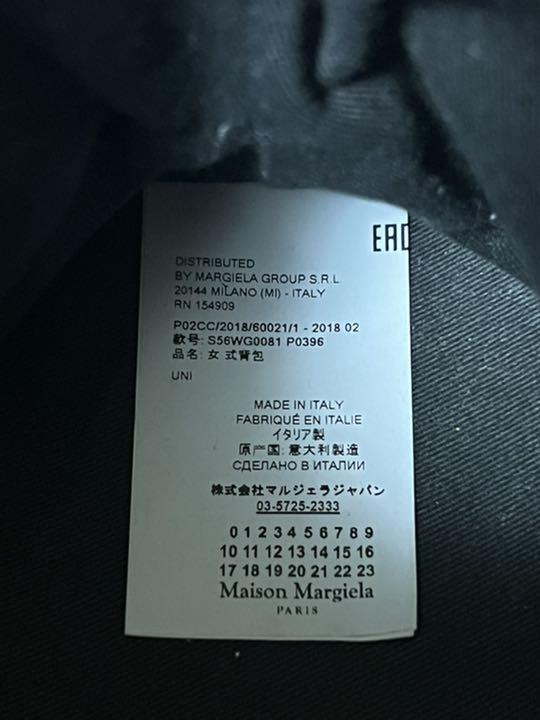 EAC
DISTRIBUTED
BY MARGIELA GROUP S.R.L
20144 MILANO (MI) - ITALY
RN 154909
P02CC/2018/60021/1 - 2018 02
款号: S56WG0081 P0396
品名: 女 式背包
UNI
MADE IN ITALY
FABRIQUÉ EN ITALIE
イタリア製
原产国: 意大利製造
СДЕЛАНО В ИТАЛИИ
株式会社マルジェラジャパン
03-5725-2333
0 1 2 3 4 5 6 7 8 9
10 11 12 13 14 15 16
17 18 19 20 21 22 23
Maison Margiela
PARIS